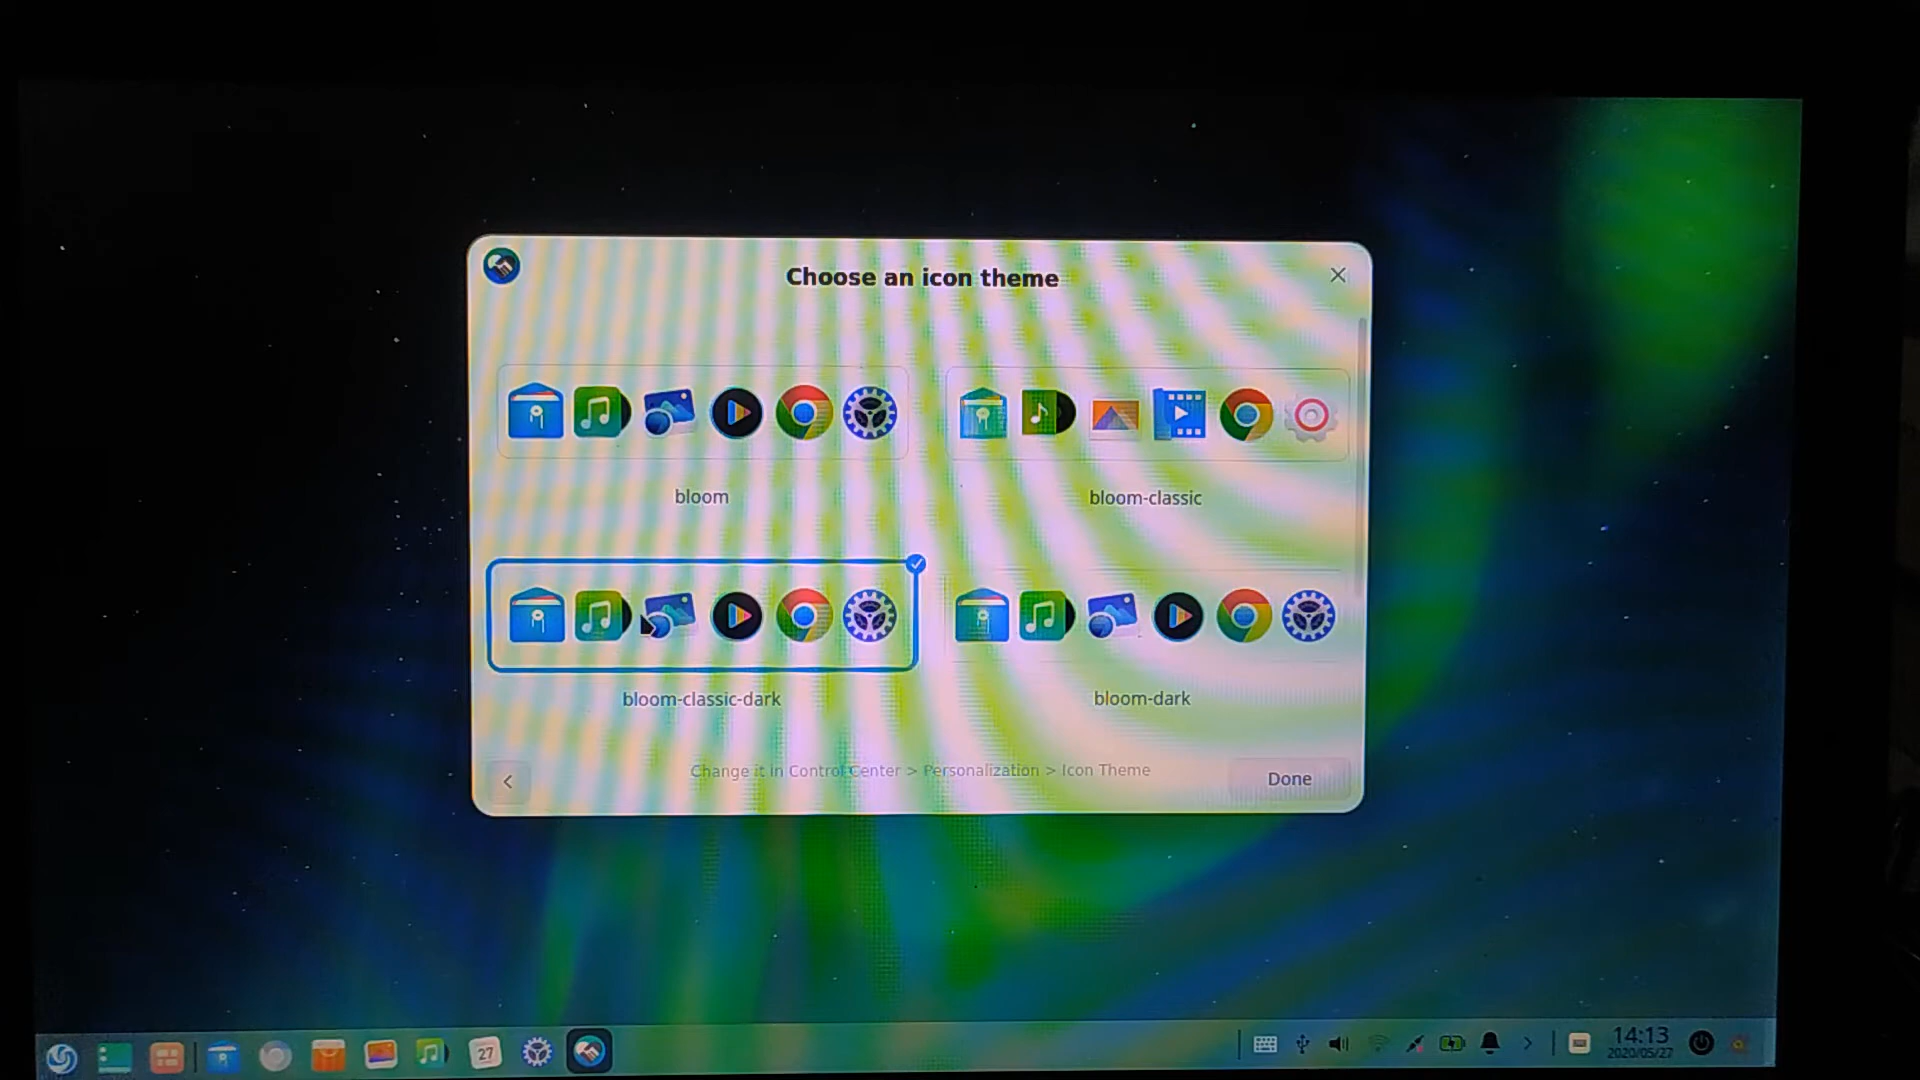 Choose an icon theme
bloom
bloom-classic
bloom-classic-dark
bloom-dark
Change it in Control Center > Personalization > Icon Theme
Done
27
14:13
2020/05/27